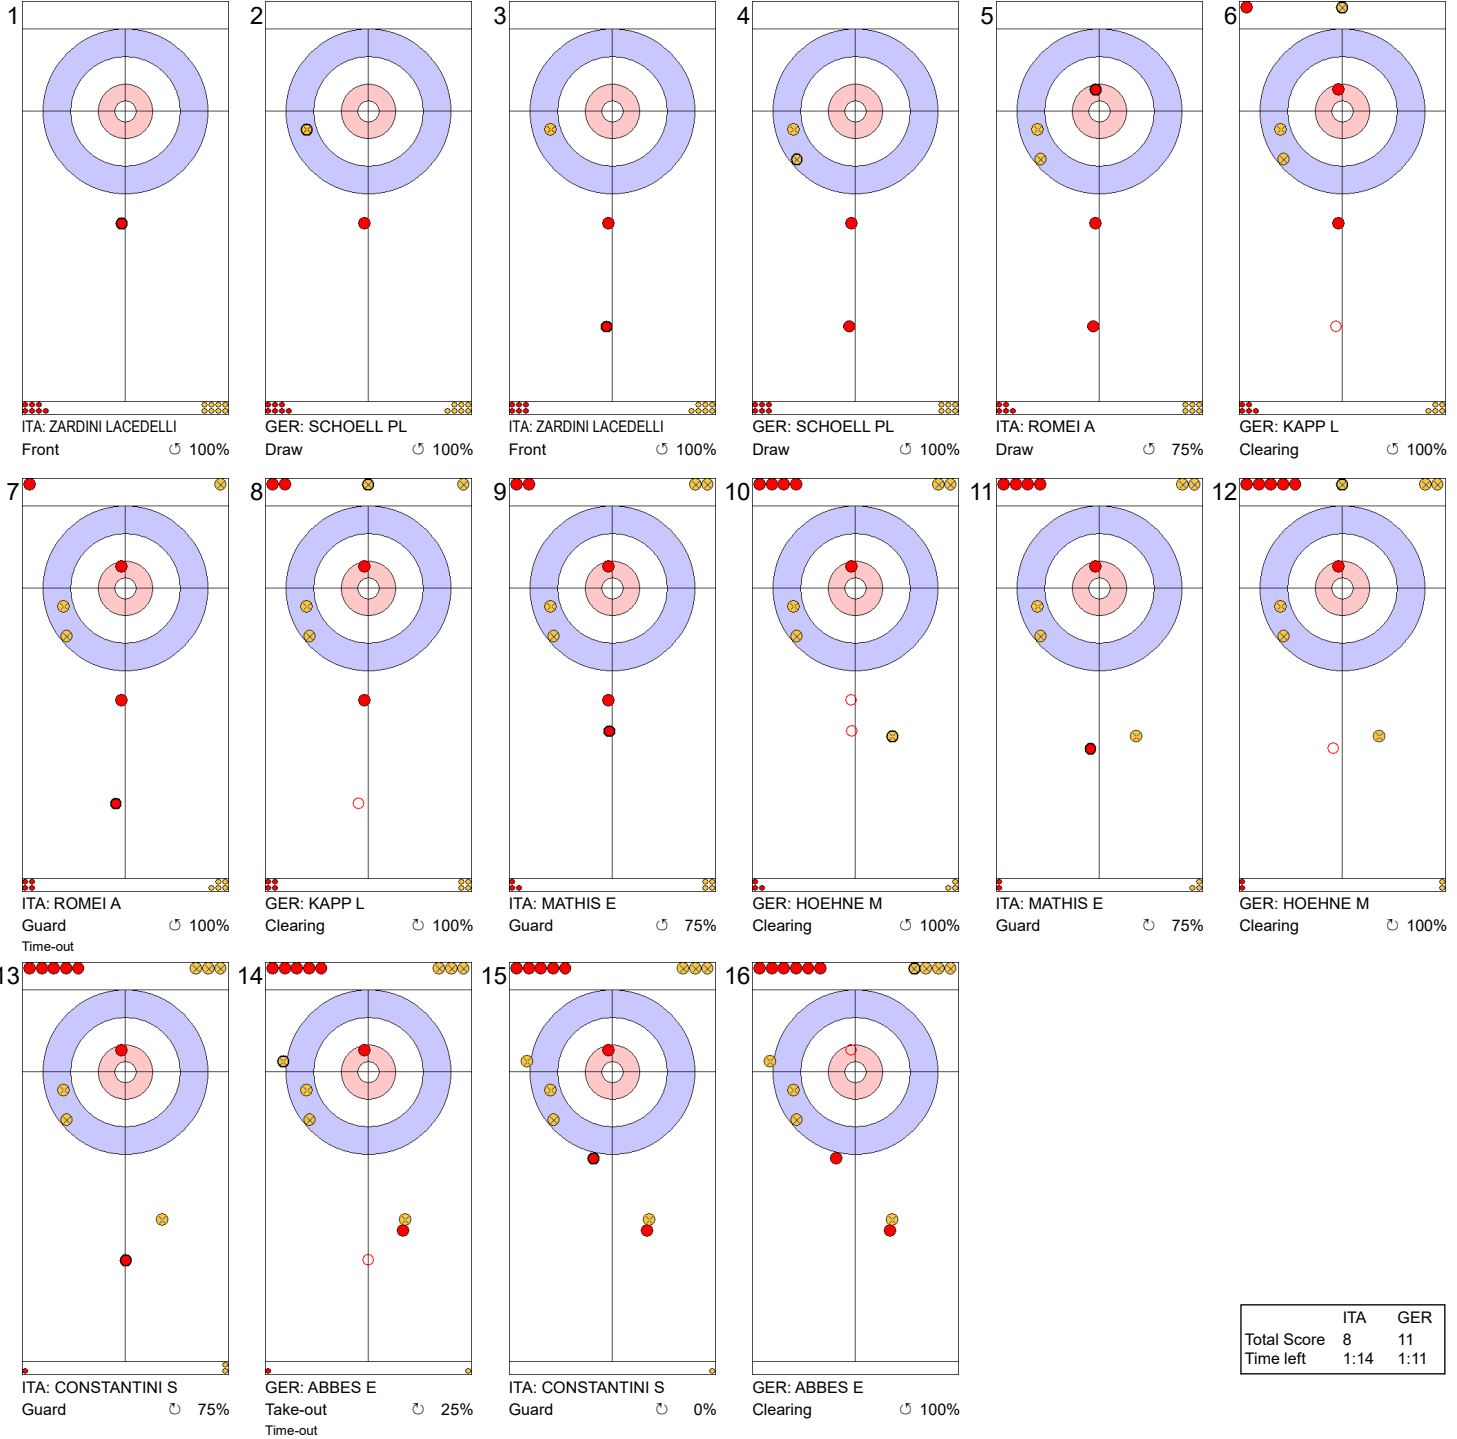 1 2 3 4 5 6
ITA: ZARDINI LACEDELLI GER: SCHOELL PL ITA: ZARDINI LACEDELLI GER: SCHOELL PL ITA: ROMEI A GER: KAPP L
Front ↺ 100% Draw ↺ 100% Front ↺ 100% Draw ↺ 100% Draw ↺ 75% Clearing ↺ 100%
7 8 9 10 11 12
ITA: ROMEI A GER: KAPP L ITA: MATHIS E GER: HOEHNE M ITA: MATHIS E GER: HOEHNE M
Guard ↺ 100% Clearing ↻ 100% Guard ↺ 75% Clearing ↺ 100% Guard ↺ 75% Clearing ↻ 100%
Time-out
13 14 15 16
ITA: CONSTANTINI S GER: ABBES E ITA: CONSTANTINI S GER: ABBES E
Guard ↻ 75% Take-out ↻ 25% Guard ↻ 0% Clearing ↺ 100%
Time-out
ITA GER
Total Score 8 11
Time left 1:14 1:11